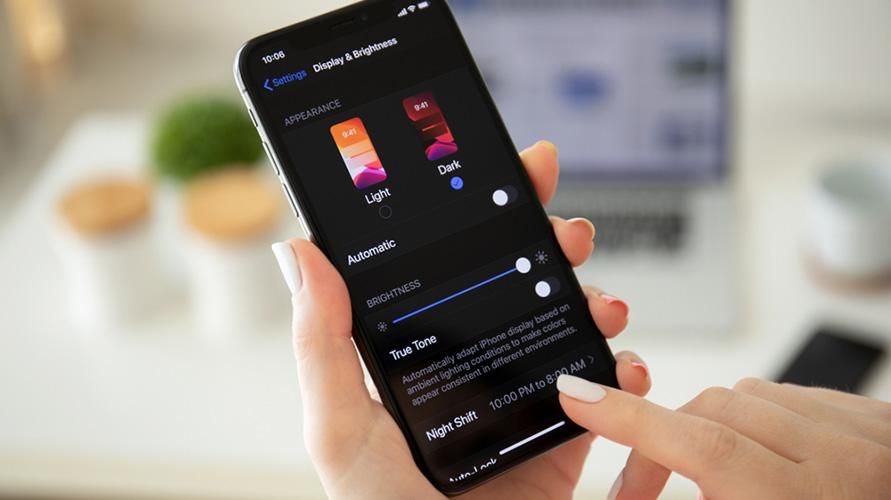 10:06
Settings
Display & Brightness
APPEARANCE
9:41
9:41
Light
Dark
Automatic
BRIGHTNESS
True Tone
Automatically adapt iPhone display based on
ambient lighting conditions to make colors
appear consistent in different environments.
Night Shift
10:00 PM to 8:00 AM
Auto-Lock